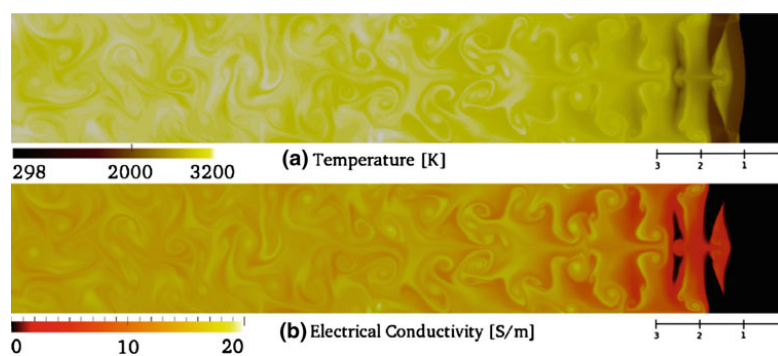 298 2000 3200
(a) Temperature [K]
3 2 1
0 10 20
(b) Electrical Conductivity [S/m]
3 2 1